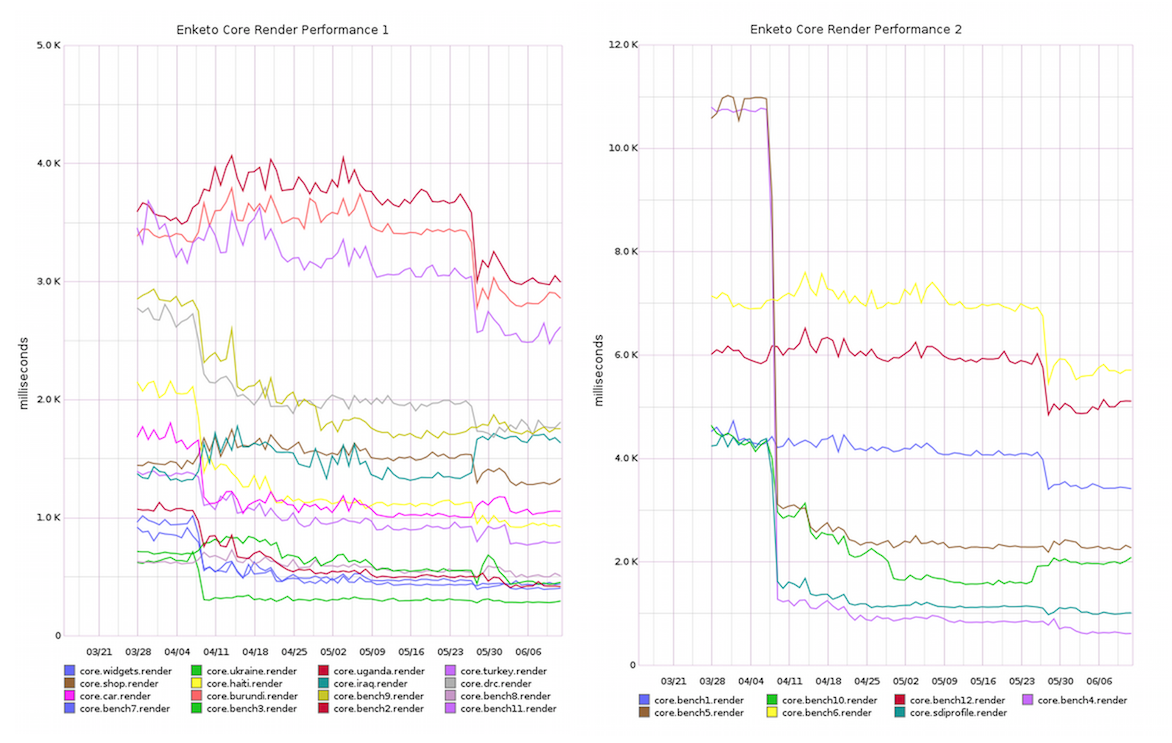 Enketo Core Render Performance 1
5.0 K
4.0 K
3.0 K
2.0 K
1.0 K
0
milliseconds
03/21 03/28 04/04 04/11 04/18 04/25 05/02 05/09 05/16 05/23 05/30 06/06
core.widgets.render core.ukraine.render core.uganda.render core.turkey.render
core.shop.render core.haiti.render core.iraq.render core.drc.render
core.car.render core.burundi.render core.bench9.render core.bench8.render
core.bench7.render core.bench3.render core.bench2.render core.bench11.render
Enketo Core Render Performance 2
12.0 K
10.0 K
8.0 K
6.0 K
4.0 K
2.0 K
0
milliseconds
03/21 03/28 04/04 04/11 04/18 04/25 05/02 05/09 05/16 05/23 05/30 06/06
core.bench1.render core.bench10.render core.bench12.render core.bench4.render
core.bench5.render core.bench6.render core.sdiprofile.render